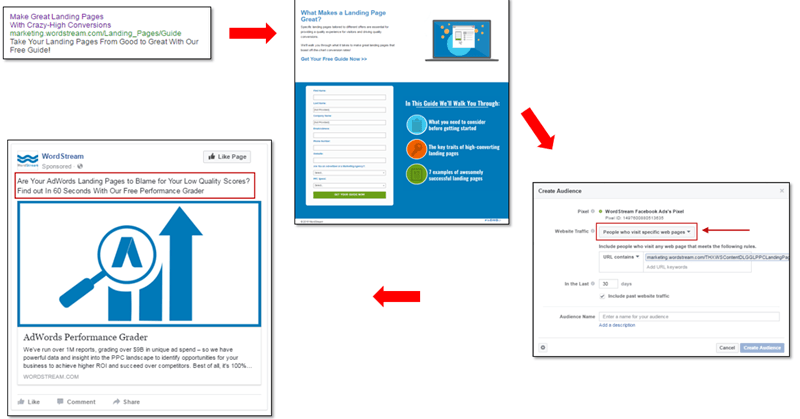 Make Great Landing Pages
With Crazy-High Conversions
marketing.wordstream.com/Landing_Pages/Guide
Take Your Landing Pages From Good to Great With Our
Free Guide!
What Makes a Landing Page
Great?
Get Your Free Guide Now >>
In This Guide We'll Walk You Through:
What you need to consider
before getting started
The key traits of high-converting
landing pages
7 examples of awesomely
successful landing pages
Create Audience
Pixel
WordStream Facebook Ads's Pixel
Website Traffic
People who visit specific web pages
Include people who visit any web page that meets the following rules.
URL contains
Add URL keywords
In the Last
30
days
Include past website traffic
Audience Name
Enter a name for your audience
Add a description
Cancel
Create Audience
WordStream
Sponsored
Like Page
Are Your AdWords Landing Pages to Blame for Your Low Quality Scores?
Find out In 60 Seconds With Our Free Performance Grader
AdWords Performance Grader
We've run over 1M reports, grading over $9B in unique ad spend – so we have
powerful data and insight into the PPC landscape to identify opportunities for your
business to achieve higher ROI and succeed over competitors. Best of all, it's 100%...
WORDSTREAM.COM
Like
Comment
Share